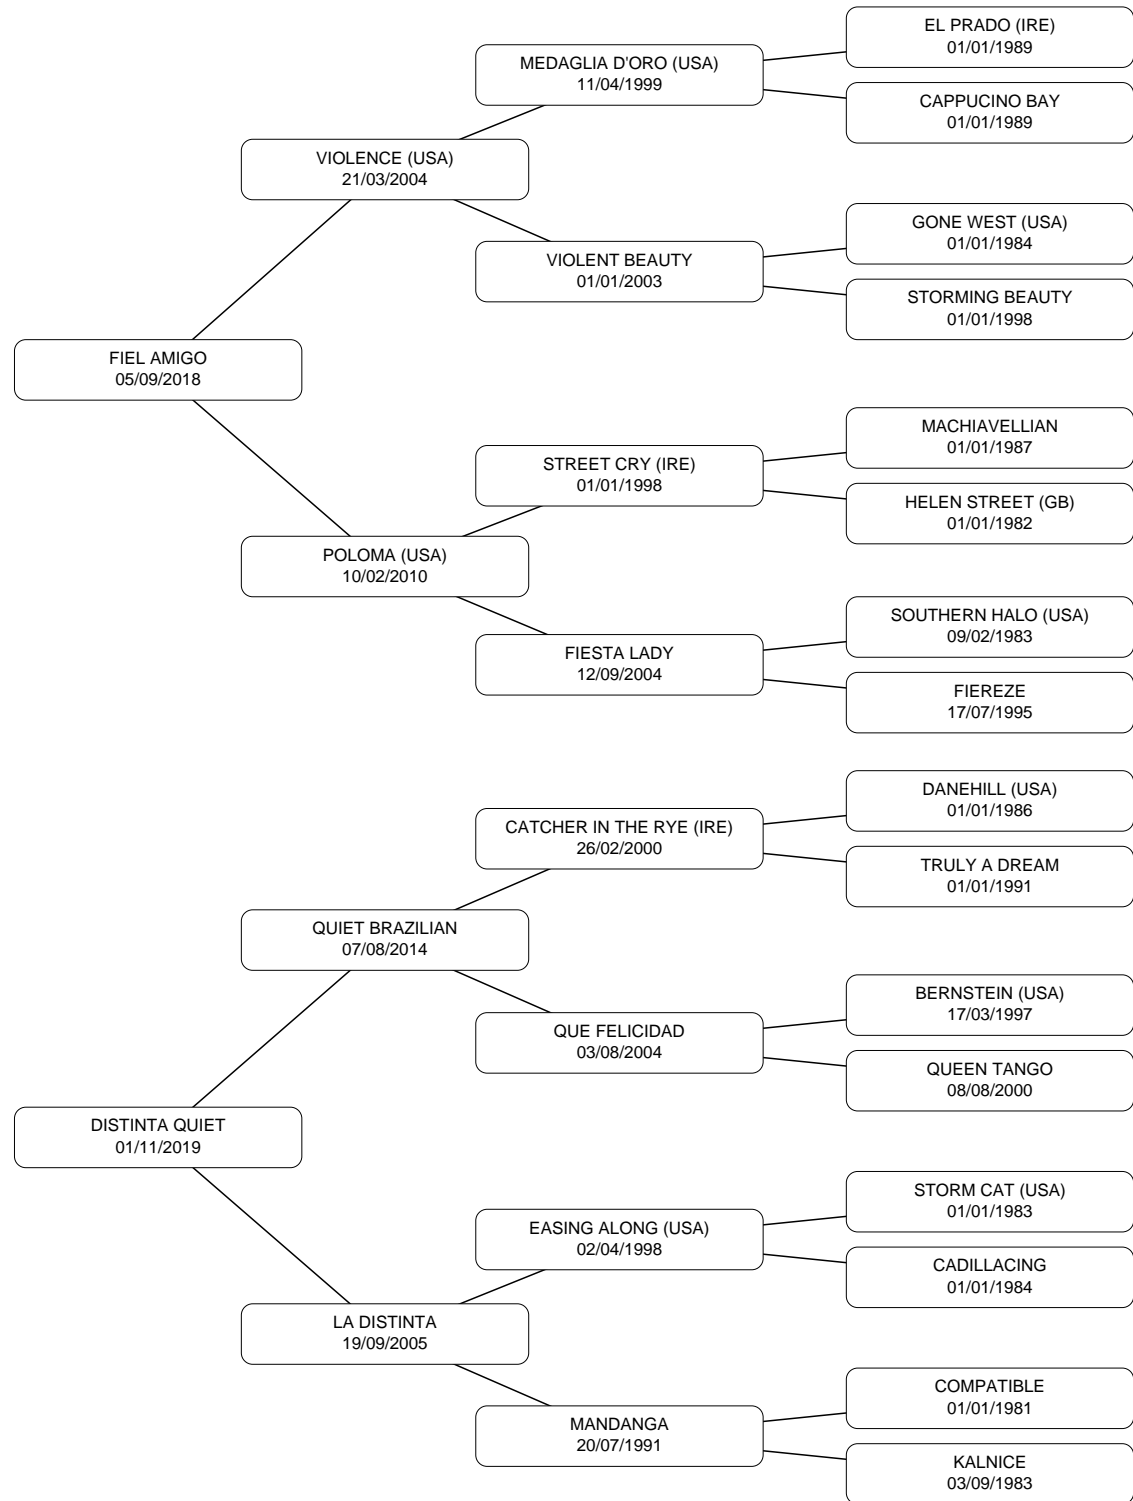 EL PRADO (IRE)
01/01/1989
MEDAGLIA D'ORO (USA)
11/04/1999
CAPPUCINO BAY
01/01/1989
VIOLENCE (USA)
21/03/2004
GONE WEST (USA)
01/01/1984
VIOLENT BEAUTY
01/01/2003
STORMING BEAUTY
01/01/1998
FIEL AMIGO
05/09/2018
MACHIAVELLIAN
01/01/1987
STREET CRY (IRE)
01/01/1998
HELEN STREET (GB)
01/01/1982
POLOMA (USA)
10/02/2010
SOUTHERN HALO (USA)
09/02/1983
FIESTA LADY
12/09/2004
FIEREZE
17/07/1995
DANEHILL (USA)
01/01/1986
CATCHER IN THE RYE (IRE)
26/02/2000
TRULY A DREAM
01/01/1991
QUIET BRAZILIAN
07/08/2014
BERNSTEIN (USA)
17/03/1997
QUE FELICIDAD
03/08/2004
QUEEN TANGO
08/08/2000
DISTINTA QUIET
01/11/2019
STORM CAT (USA)
01/01/1983
EASING ALONG (USA)
02/04/1998
CADILLACING
01/01/1984
LA DISTINTA
19/09/2005
COMPATIBLE
01/01/1981
MANDANGA
20/07/1991
KALNICE
03/09/1983